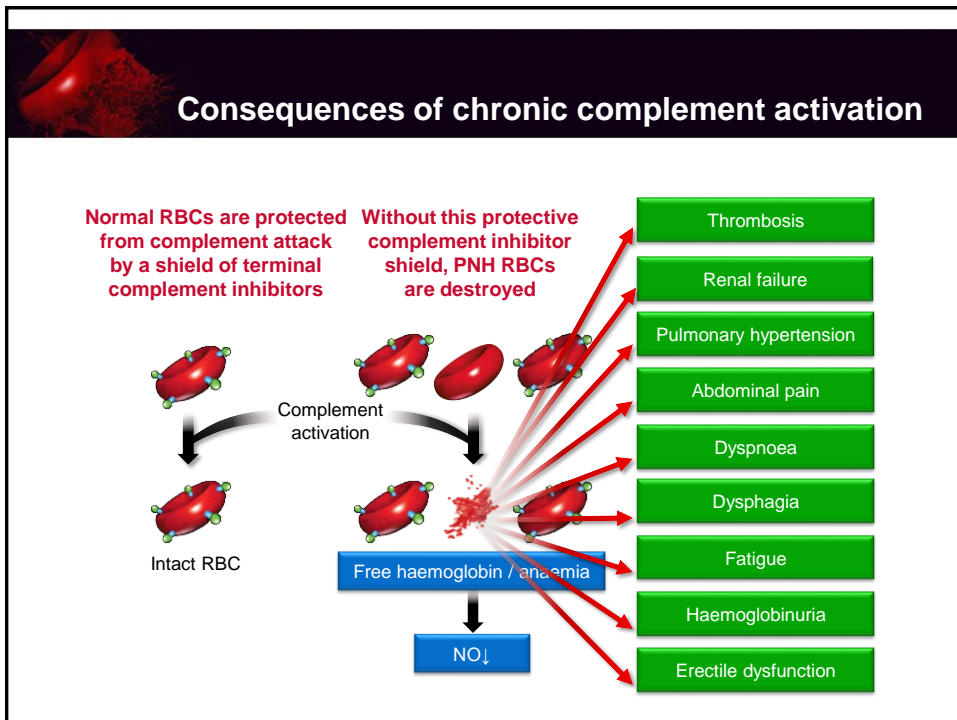 Consequences of chronic complement activation
Normal RBCs are protected
from complement attack
by a shield of terminal
complement inhibitors
Without this protective
complement inhibitor
shield, PNH RBCs
are destroyed
Complement
activation
Intact RBC
Free haemoglobin / anaemia
NO↓
Thrombosis
Renal failure
Pulmonary hypertension
Abdominal pain
Dyspnoea
Dysphagia
Fatigue
Haemoglobinuria
Erectile dysfunction